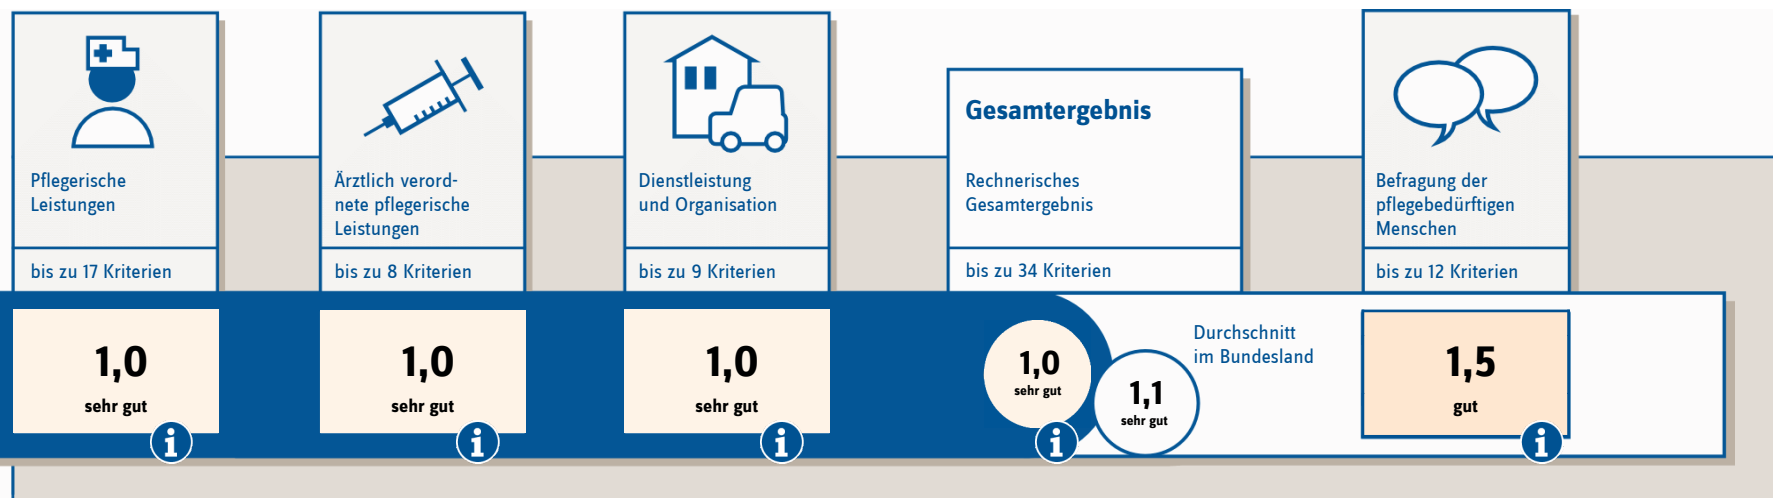 Pflegerische
Leistungen
bis zu 17 Kriterien
1,0
sehr gut
i
Ärztlich verord-
nete pflegerische
Leistungen
bis zu 8 Kriterien
1,0
sehr gut
i
Dienstleistung
und Organisation
bis zu 9 Kriterien
1,0
sehr gut
i
Gesamtergebnis
Rechnerisches
Gesamtergebnis
bis zu 34 Kriterien
1,0
sehr gut
i
1,1
sehr gut
Durchschnitt
im Bundesland
Befragung der
pflegebedürftigen
Menschen
bis zu 12 Kriterien
1,5
gut
i